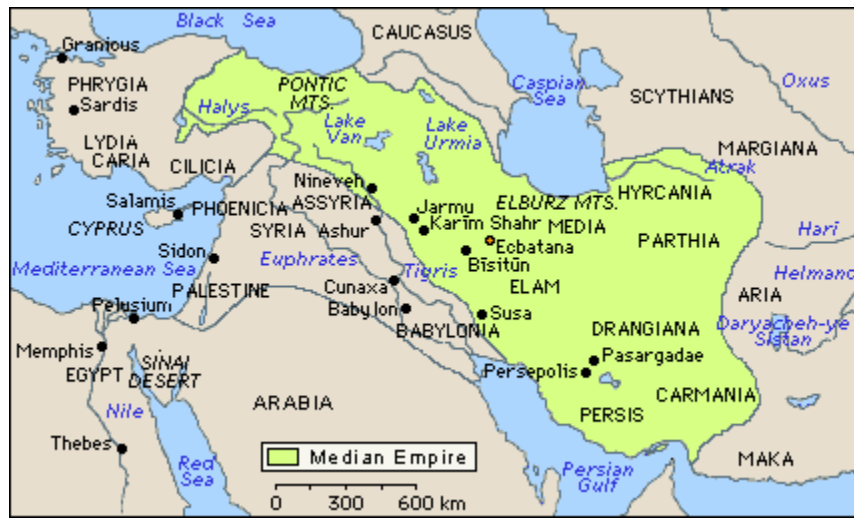 Black Sea
CAUCASUS
Granious
Caspian
Sea
Oxus
PHRYGIA
Sardis
PONTIC
MTS.
Halys
Lake
Van
Lake
Urmia
SCYTHIANS
LYDIA
CARIA
CILICIA
MARGIANA
Atrak
Nineveh
ASSYRIA
ELBURZ MTS.
HYRCANIA
Salamis
CYPRUS
PHOENICIA
SYRIA
Ashur
Jarmu
Karīm Shahr
MEDIA
PARTHIA
Hari
Sidon
Ecbatana
Bīsitūn
Mediterranean Sea
Euphrates
Tigris
Helmand
PALESTINE
Cunaxa
ELAM
ARIA
Pelusium
Babylon
BABYLONIA
Susa
DRANGIANA
Daryacheh-ye
Sistan
Memphis
EGYPT
SINAI
DESERT
Pasargadae
Persepolis
CARMANIA
Nile
ARABIA
PERSIS
Thebes
Red
Sea
Median Empire
Persian
Gulf
MAKA
0 300 600 km